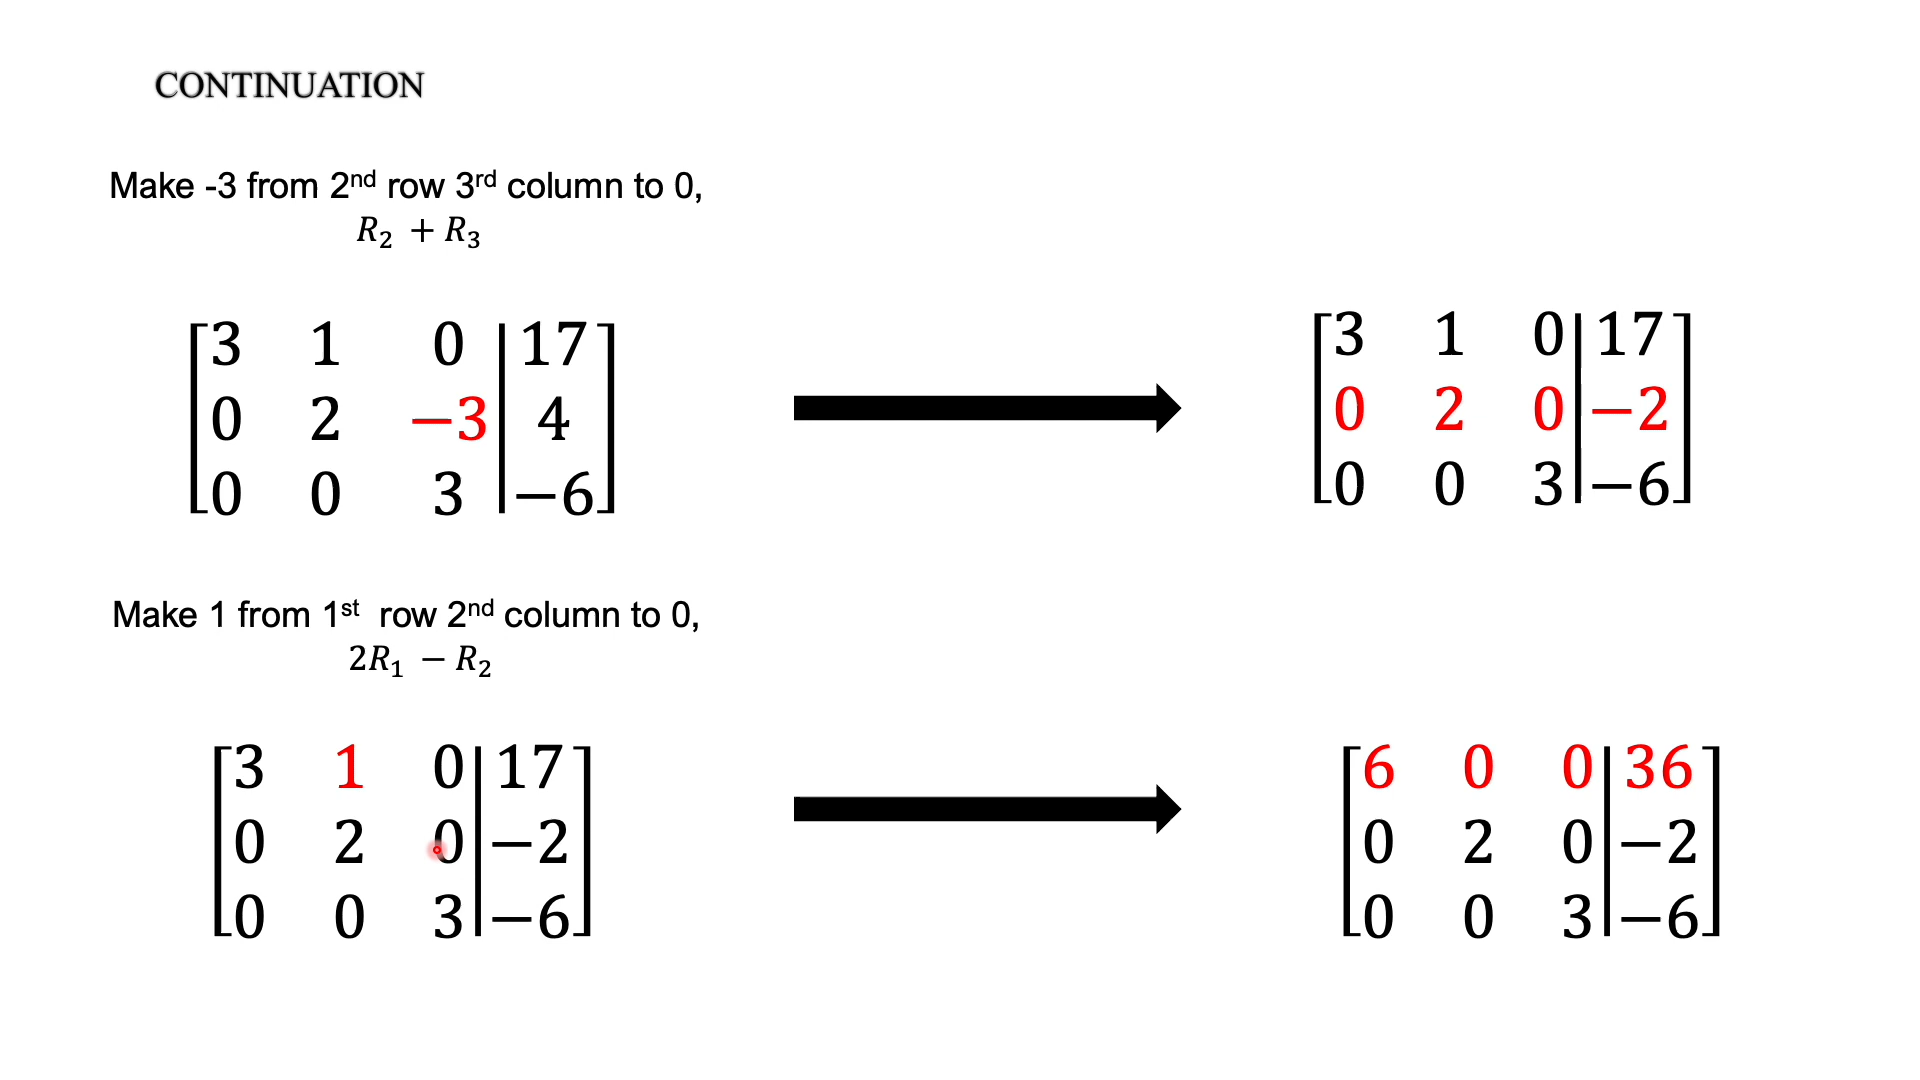 CONTINUATION
Make -3 from 2nd row 3rd column to 0,
R₂ + R₃
[3 1 0 | 17]
[0 2 −3 | 4]
[0 0 3 | −6]
[3 1 0 | 17]
[0 2 0 | −2]
[0 0 3 | −6]
Make 1 from 1st row 2nd column to 0,
2R₁ − R₂
[3 1 0 | 17]
[0 2 0 | −2]
[0 0 3 | −6]
[6 0 0 | 36]
[0 2 0 | −2]
[0 0 3 | −6]